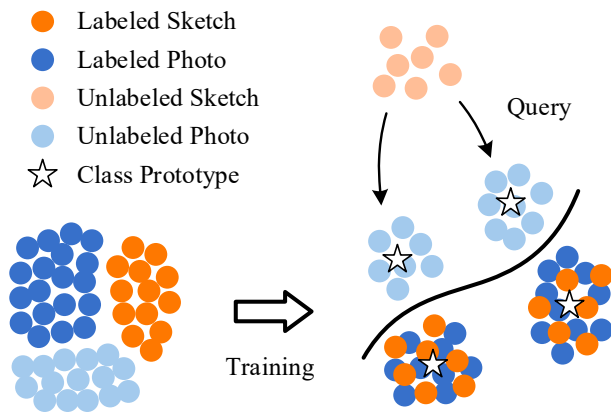 Labeled Sketch
Labeled Photo
Unlabeled Sketch
Unlabeled Photo
Class Prototype
Query
Training